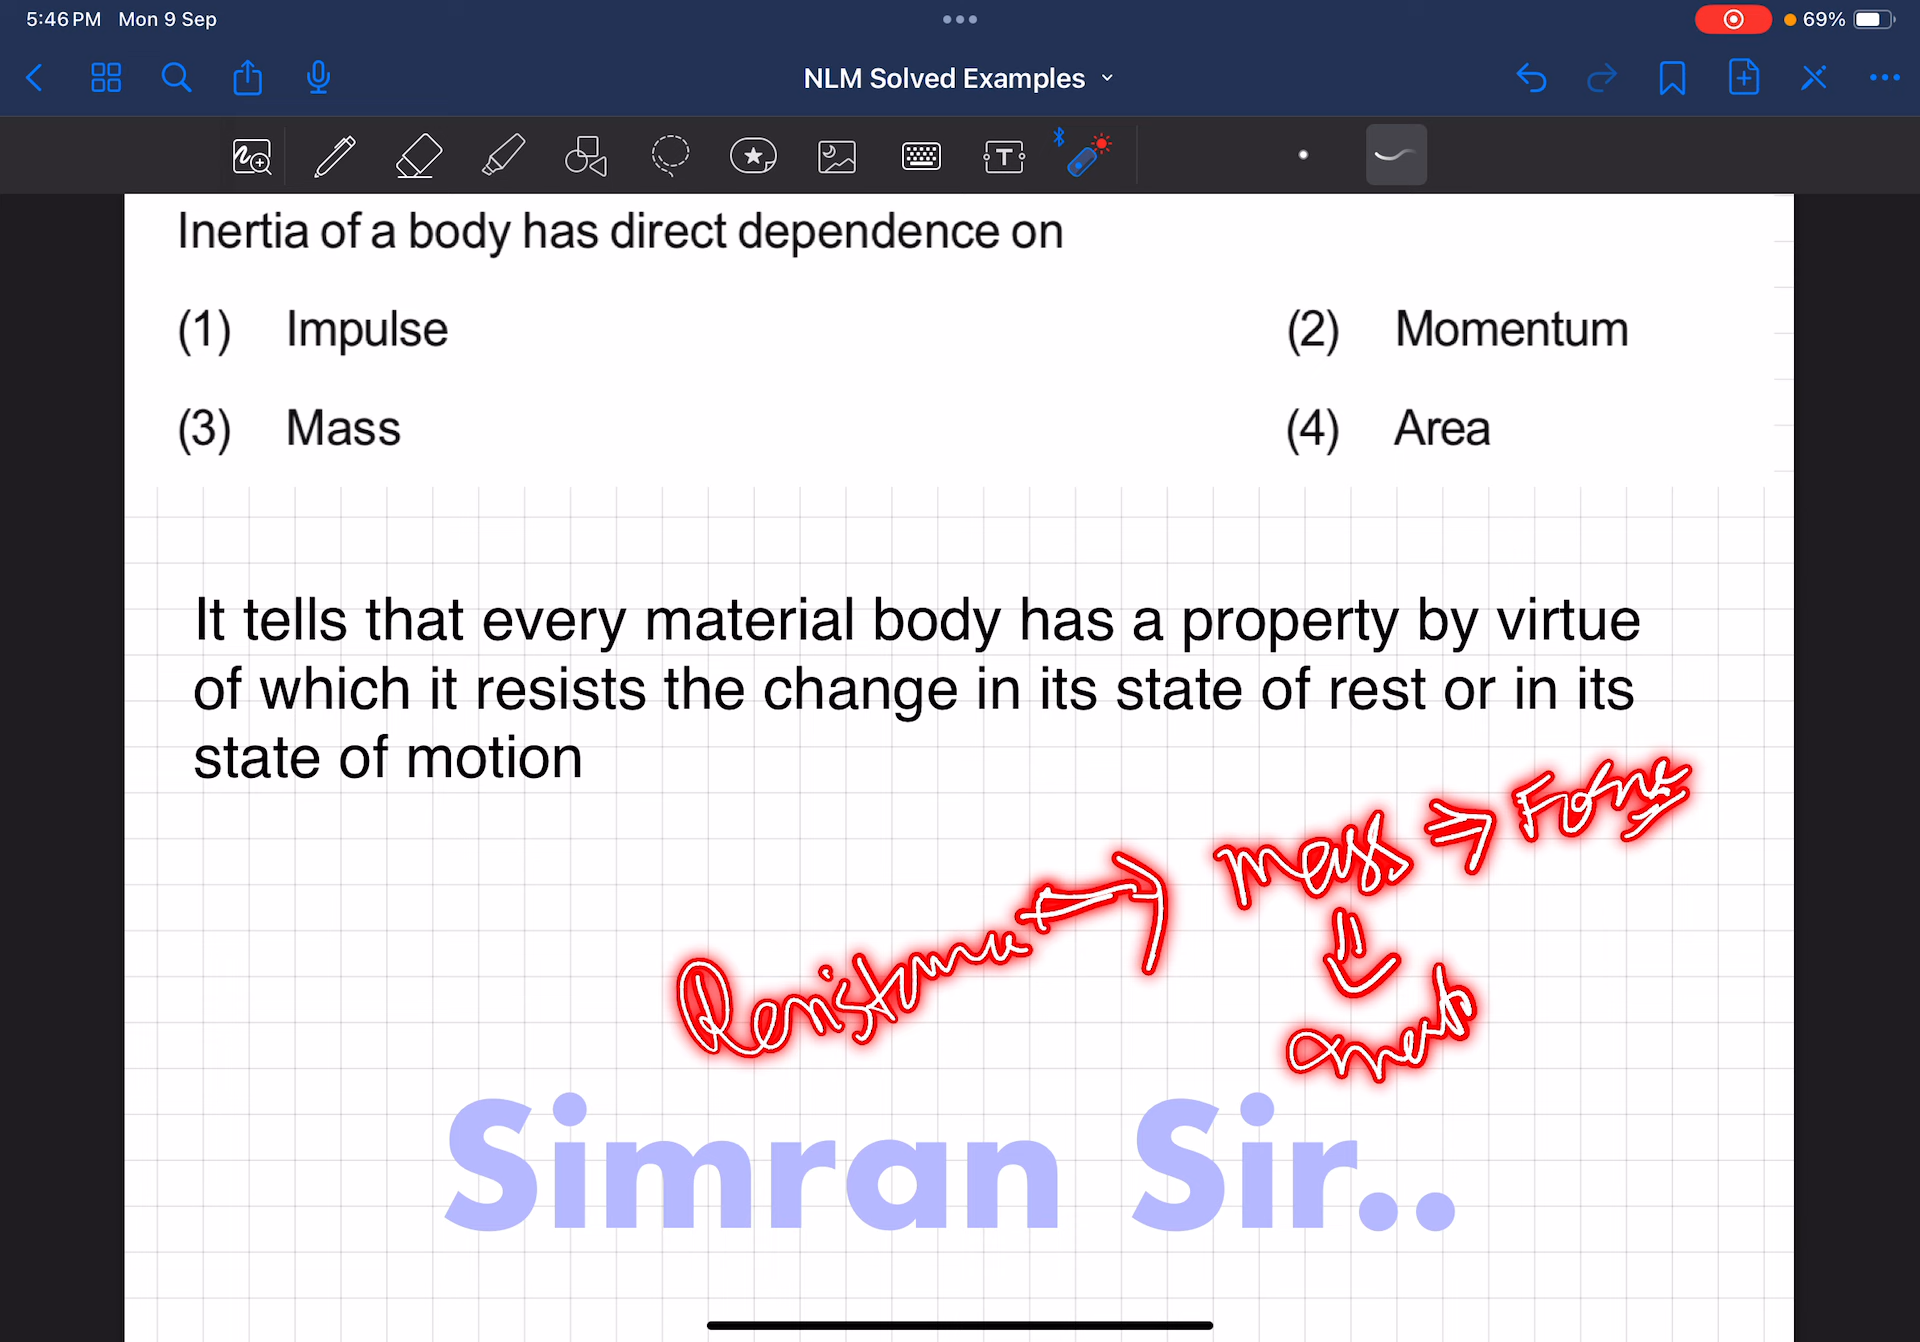 5:46 PM Mon 9 Sep
69%
NLM Solved Examples
Inertia of a body has direct dependence on
(1) Impulse (2) Momentum
(3) Mass (4) Area
It tells that every material body has a property by virtue
of which it resists the change in its state of rest or in its
state of motion
Mass ⇒ Force
Simran Sir..